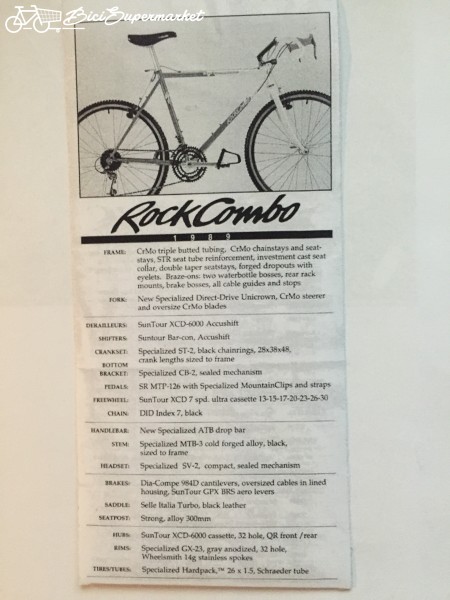 BiciSupermarket
RockCombo
1989
FRAME: CrMo triple butted tubing, CrMo chainstays and seat-
stays, STR seat tube reinforcement, investment cast seat
collar, double taper seatstays, forged dropouts with
eyelets. Braze-ons: two waterbottle bosses, rear rack
mounts, brake bosses, all cable guides and stops
FORK: New Specialized Direct-Drive Unicrown, CrMo steerer
and oversize CrMo blades
DERAILLEURS: SunTour XCD-6000 Accushift
SHIFTERS: Suntour Bar-con, Accushift
CRANKSET: Specialized ST-2, black chainrings, 28x38x48,
crank lengths sized to frame
BOTTOM
BRACKET: Specialized CB-2, sealed mechanism
PEDALS: SR MTP-126 with Specialized MountainClips and straps
FREEWHEEL: SunTour XCD 7 spd. ultra cassette 13-15-17-20-23-26-30
CHAIN: DID Index 7, black
HANDLEBAR: New Specialized ATB drop bar
STEM: Specialized MTB-3 cold forged alloy, black,
sized to frame
HEADSET: Specialized SV-2, compact, sealed mechanism
BRAKES: Dia-Compe 984D cantilevers, oversized cables in lined
housing, SunTour GPX BRS aero levers
SADDLE: Selle Italia Turbo, black leather
SEATPOST: Strong, alloy 300mm
HUBS: SunTour XCD-6000 cassette, 32 hole, QR front /rear
RIMS: Specialized GX-23, gray anodized, 32 hole,
Wheelsmith 14g stainless spokes
TIRES/TUBES: Specialized Hardpack,™ 26 x 1.5, Schraeder tube